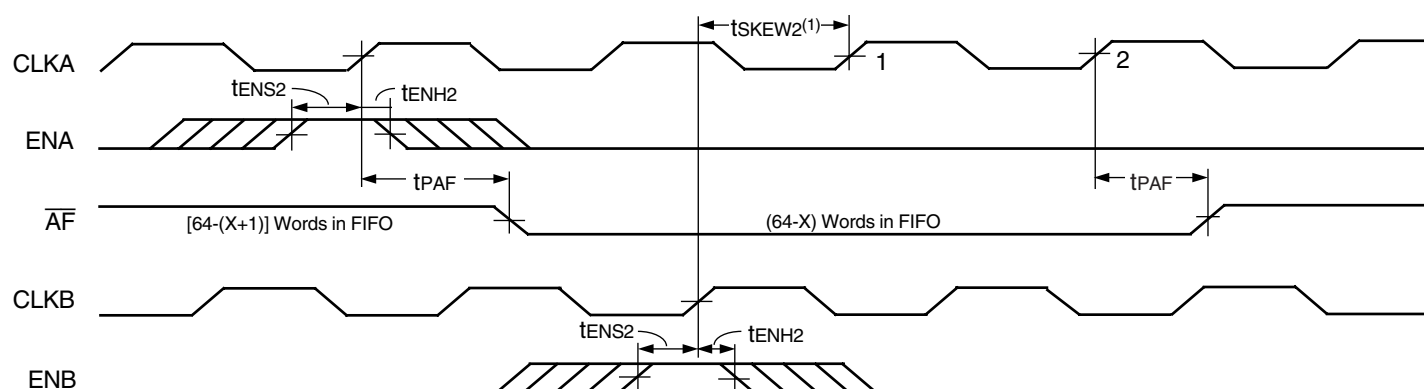 tSKEW2(1)
CLKA
1
2
tENS2
tENH2
ENA
tPAF
tPAF
AF
[64-(X+1)] Words in FIFO
(64-X) Words in FIFO
CLKB
tENS2
tENH2
ENB